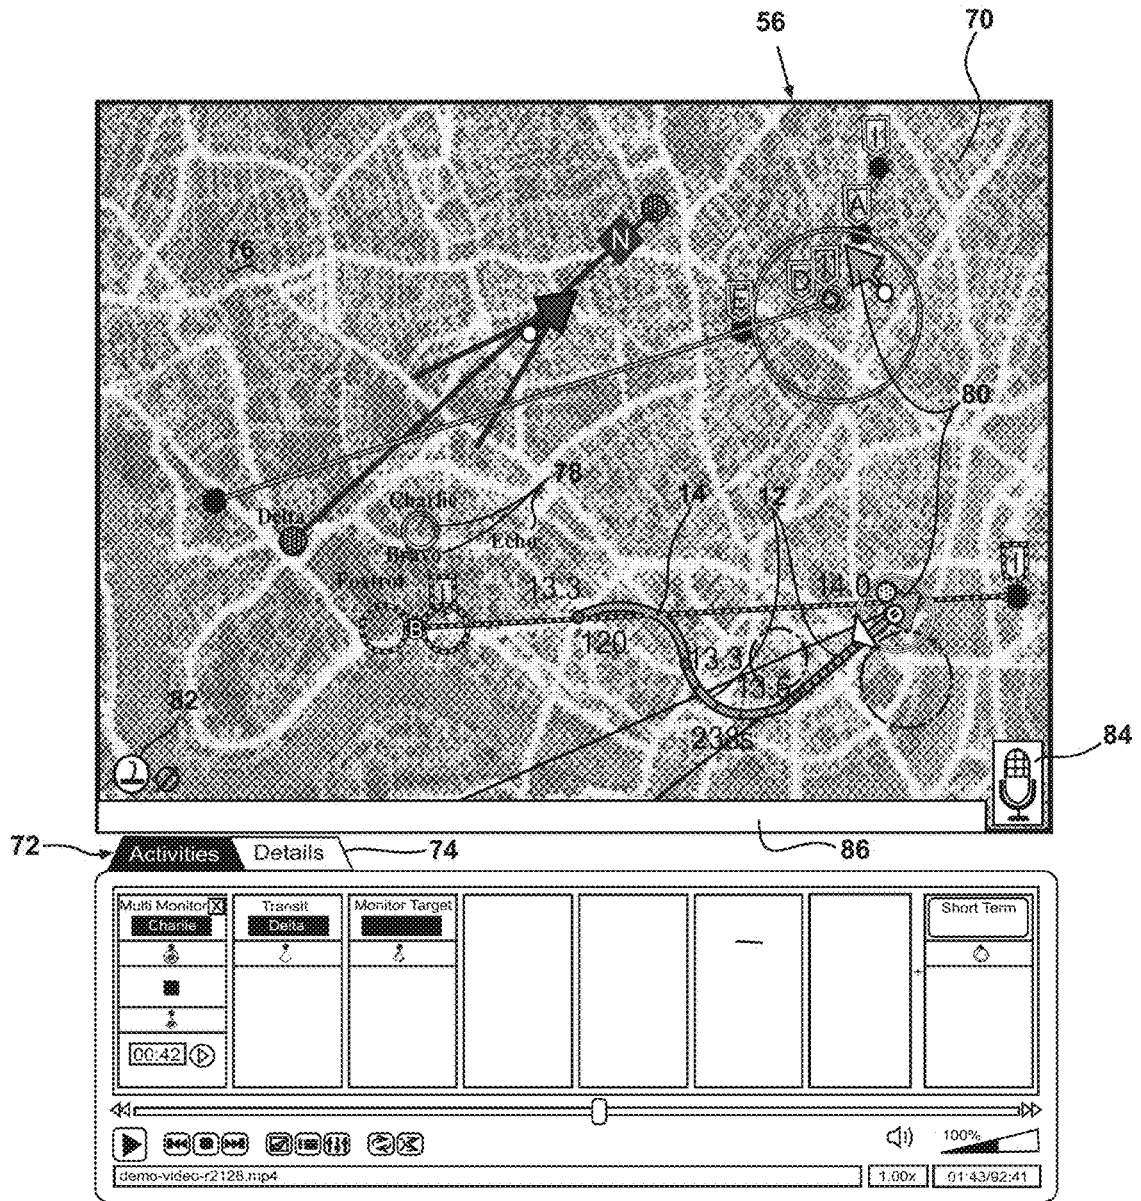 70
56
I
A
76
N
D
E
80
78
Charlie
14
12
Delta
Echo
Bravo
13.3
14.0
Foxtrot
B
120
13.3
1
13.5
82
238s
84
72
Activities
Details
74
86
Multi Monitor
X
Transit
Monitor Target
Short Term
Charlie
Delta
00:42
100%
demo-video-r2128.mp4
1.00x
01:43/92:41